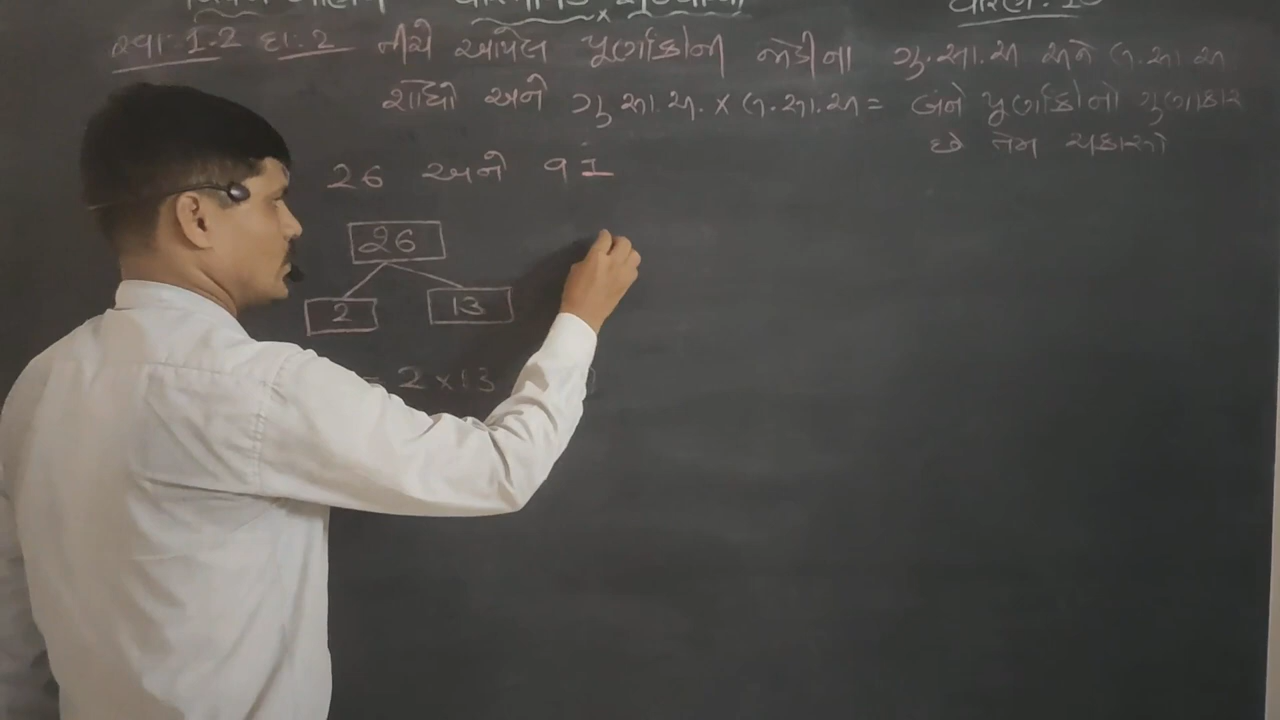 સ્વા. 1.2 દા. 2 નીચે આપેલ પૂર્ણાંકોની જોડીના ગુ.સા.અ અને લ.સા.અ
શોધો અને ગુ.સા.અ. × લ.સા.અ = બંને પૂર્ણાંકોનો ગુણાકાર
છે તેમ ચકાસો
26 અને 91
26
2 13
= 2 × 13